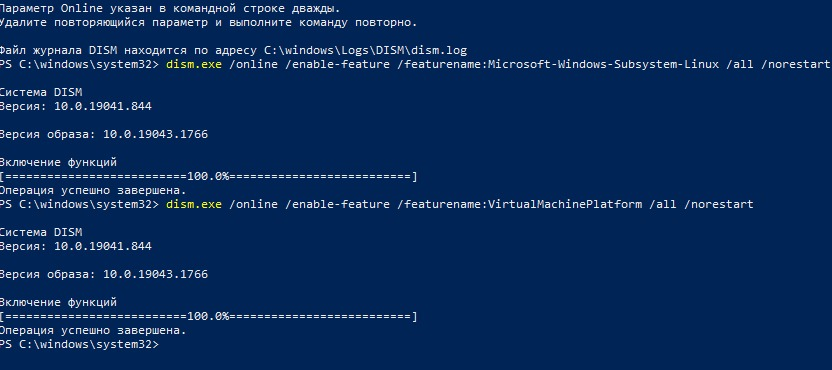 Параметр Online указан в командной строке дважды.
Удалите повторяющийся параметр и выполните команду повторно.
Файл журнала DISM находится по адресу C:\windows\Logs\DISM\dism.log
PS C:\windows\system32> dism.exe /online /enable-feature /featurename:Microsoft-Windows-Subsystem-Linux /all /norestart
Cистема DISM
Версия: 10.0.19041.844
Версия образа: 10.0.19043.1766
Включение функций
[==========================100.0%==========================]
Операция успешно завершена.
PS C:\windows\system32> dism.exe /online /enable-feature /featurename:VirtualMachinePlatform /all /norestart
Cистема DISM
Версия: 10.0.19041.844
Версия образа: 10.0.19043.1766
Включение функций
[==========================100.0%==========================]
Операция успешно завершена.
PS C:\windows\system32>